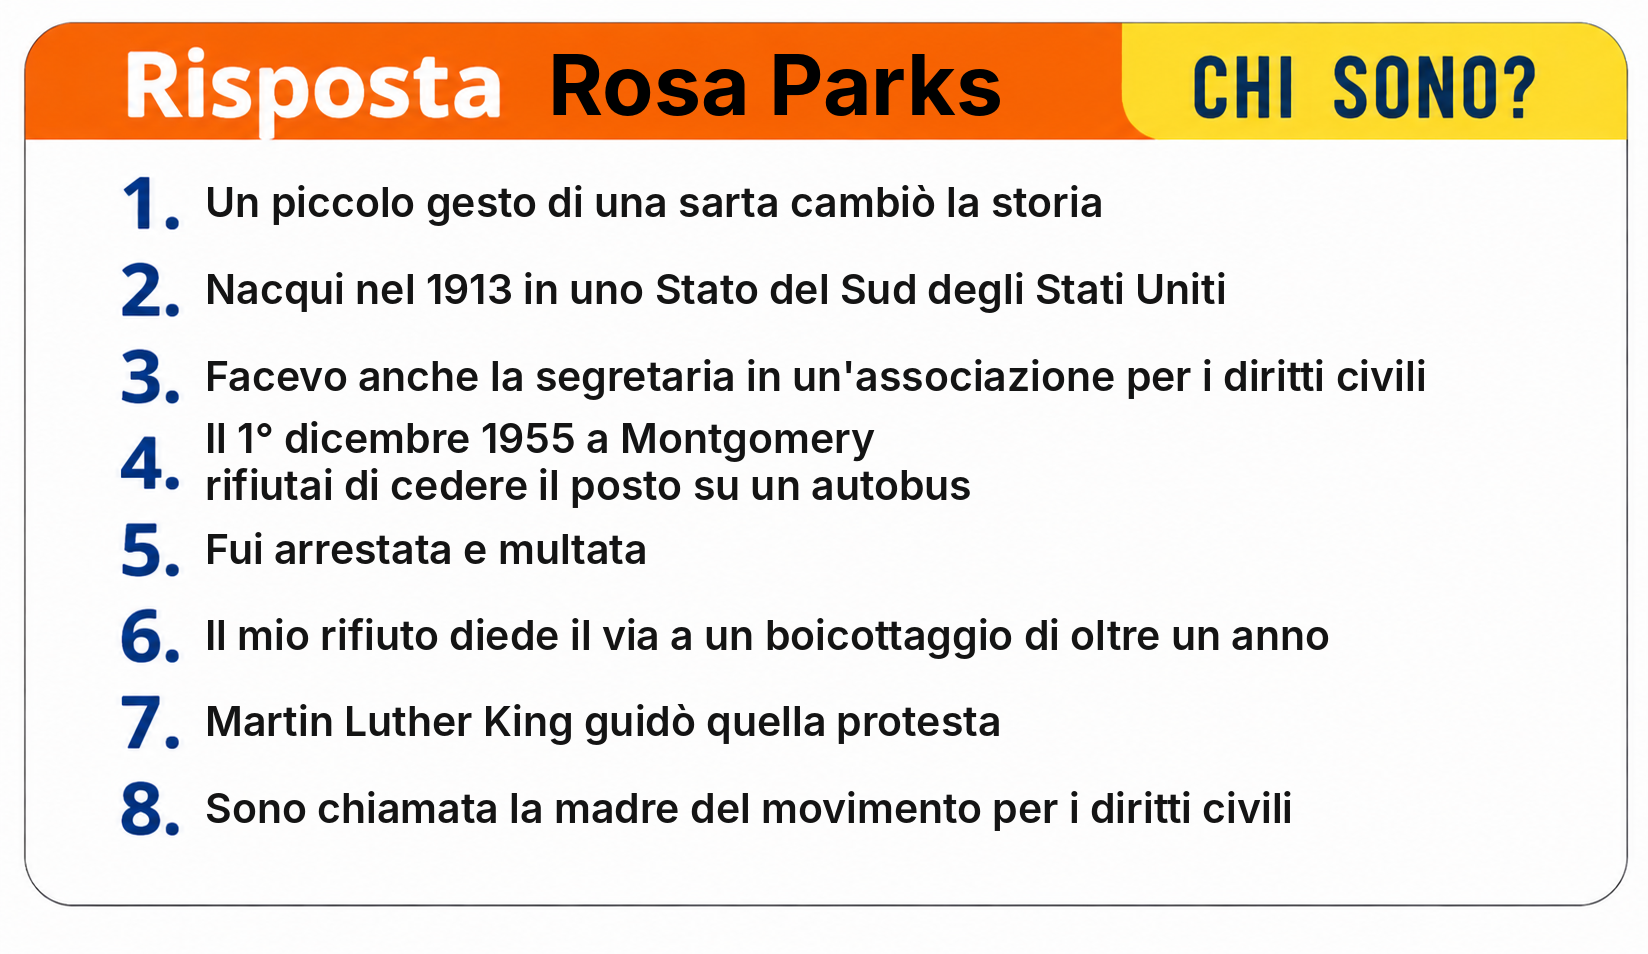 Risposta Rosa Parks CHI SONO?
1. Un piccolo gesto di una sarta cambiò la storia
2. Nacqui nel 1913 in uno Stato del Sud degli Stati Uniti
3. Facevo anche la segretaria in un'associazione per i diritti civili
4. Il 1° dicembre 1955 a Montgomery
rifiutai di cedere il posto su un autobus
5. Fui arrestata e multata
6. Il mio rifiuto diede il via a un boicottaggio di oltre un anno
7. Martin Luther King guidò quella protesta
8. Sono chiamata la madre del movimento per i diritti civili